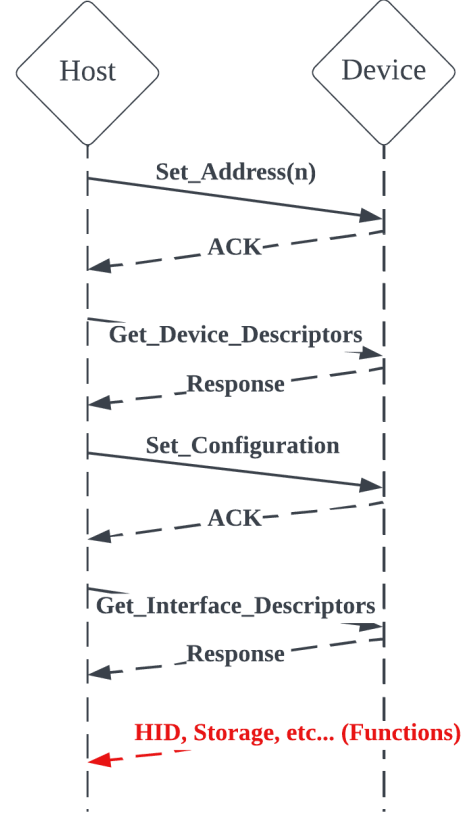 Host
Device
Set_Address(n)
ACK
Get_Device_Descriptors
Response
Set_Configuration
ACK
Get_Interface_Descriptors
Response
HID, Storage, etc... (Functions)